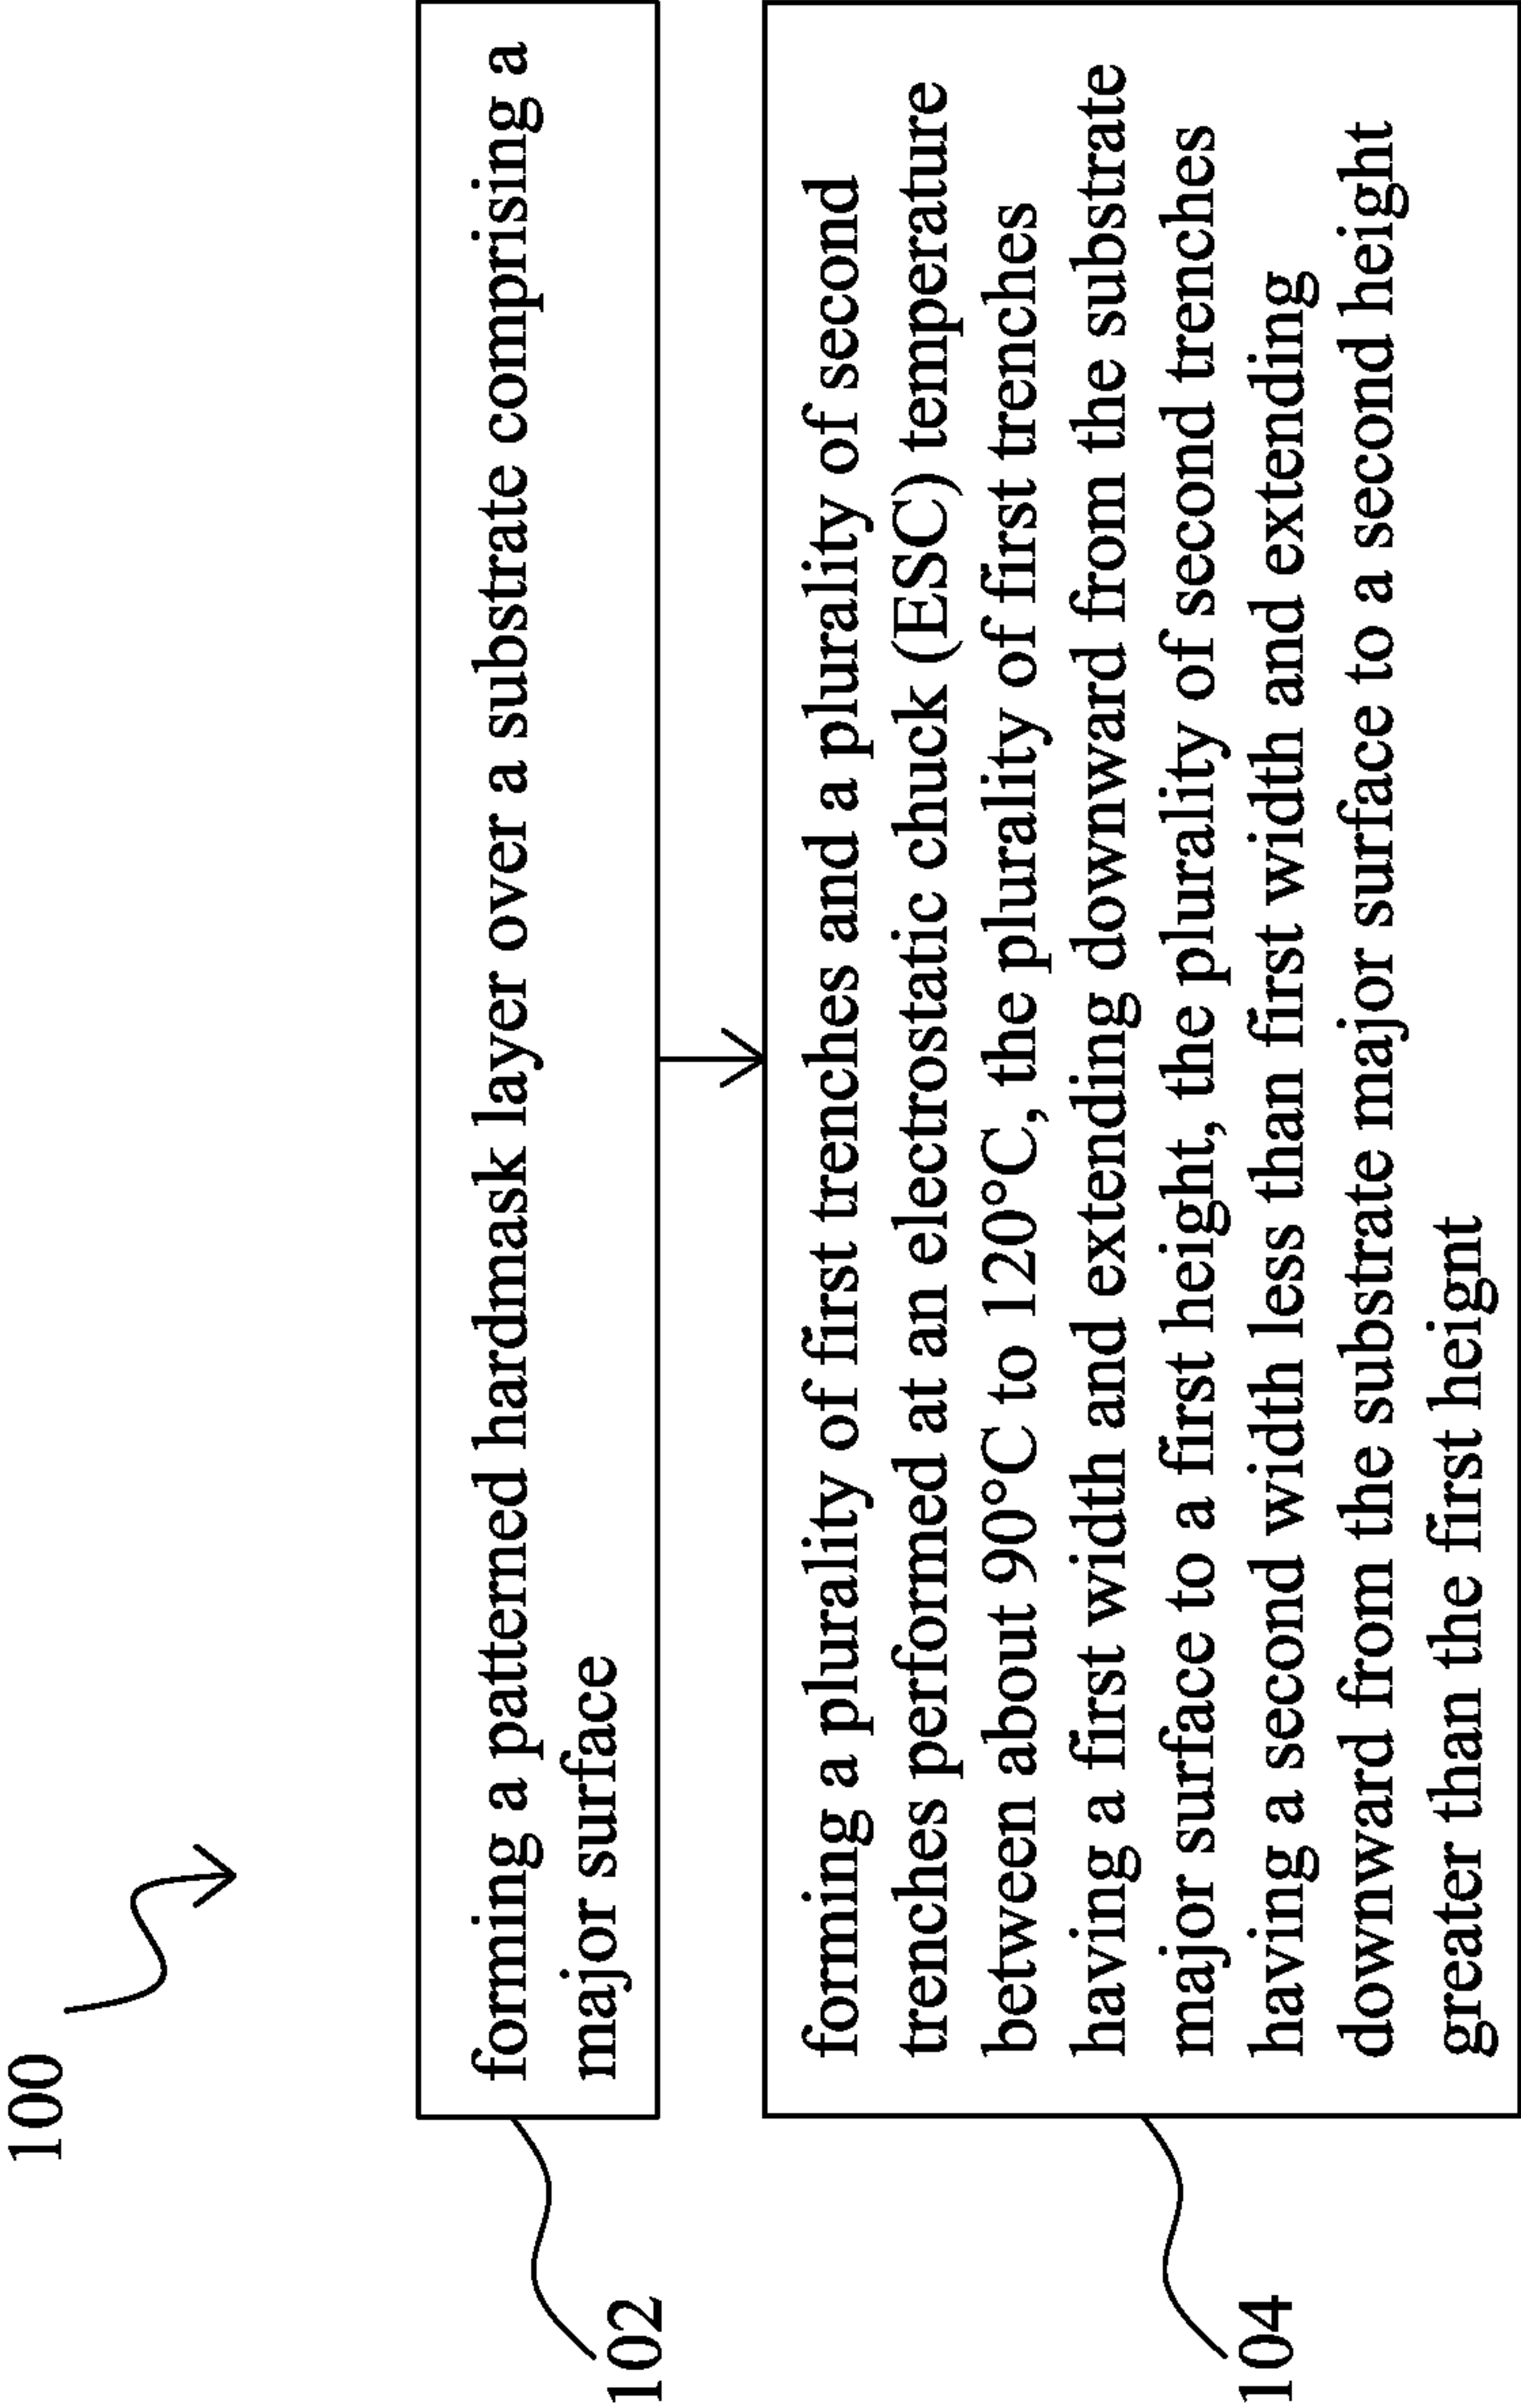 100
102
forming a patterned hardmask layer over a substrate comprising a
major surface
104
forming a plurality of first trenches and a plurality of second
trenches performed at an electrostatic chuck (ESC) temperature
between about 90°C to 120°C, the plurality of first trenches
having a first width and extending downward from the substrate
major surface to a first height, the plurality of second trenches
having a second width less than first width and extending
downward from the substrate major surface to a second height
greater than the first height